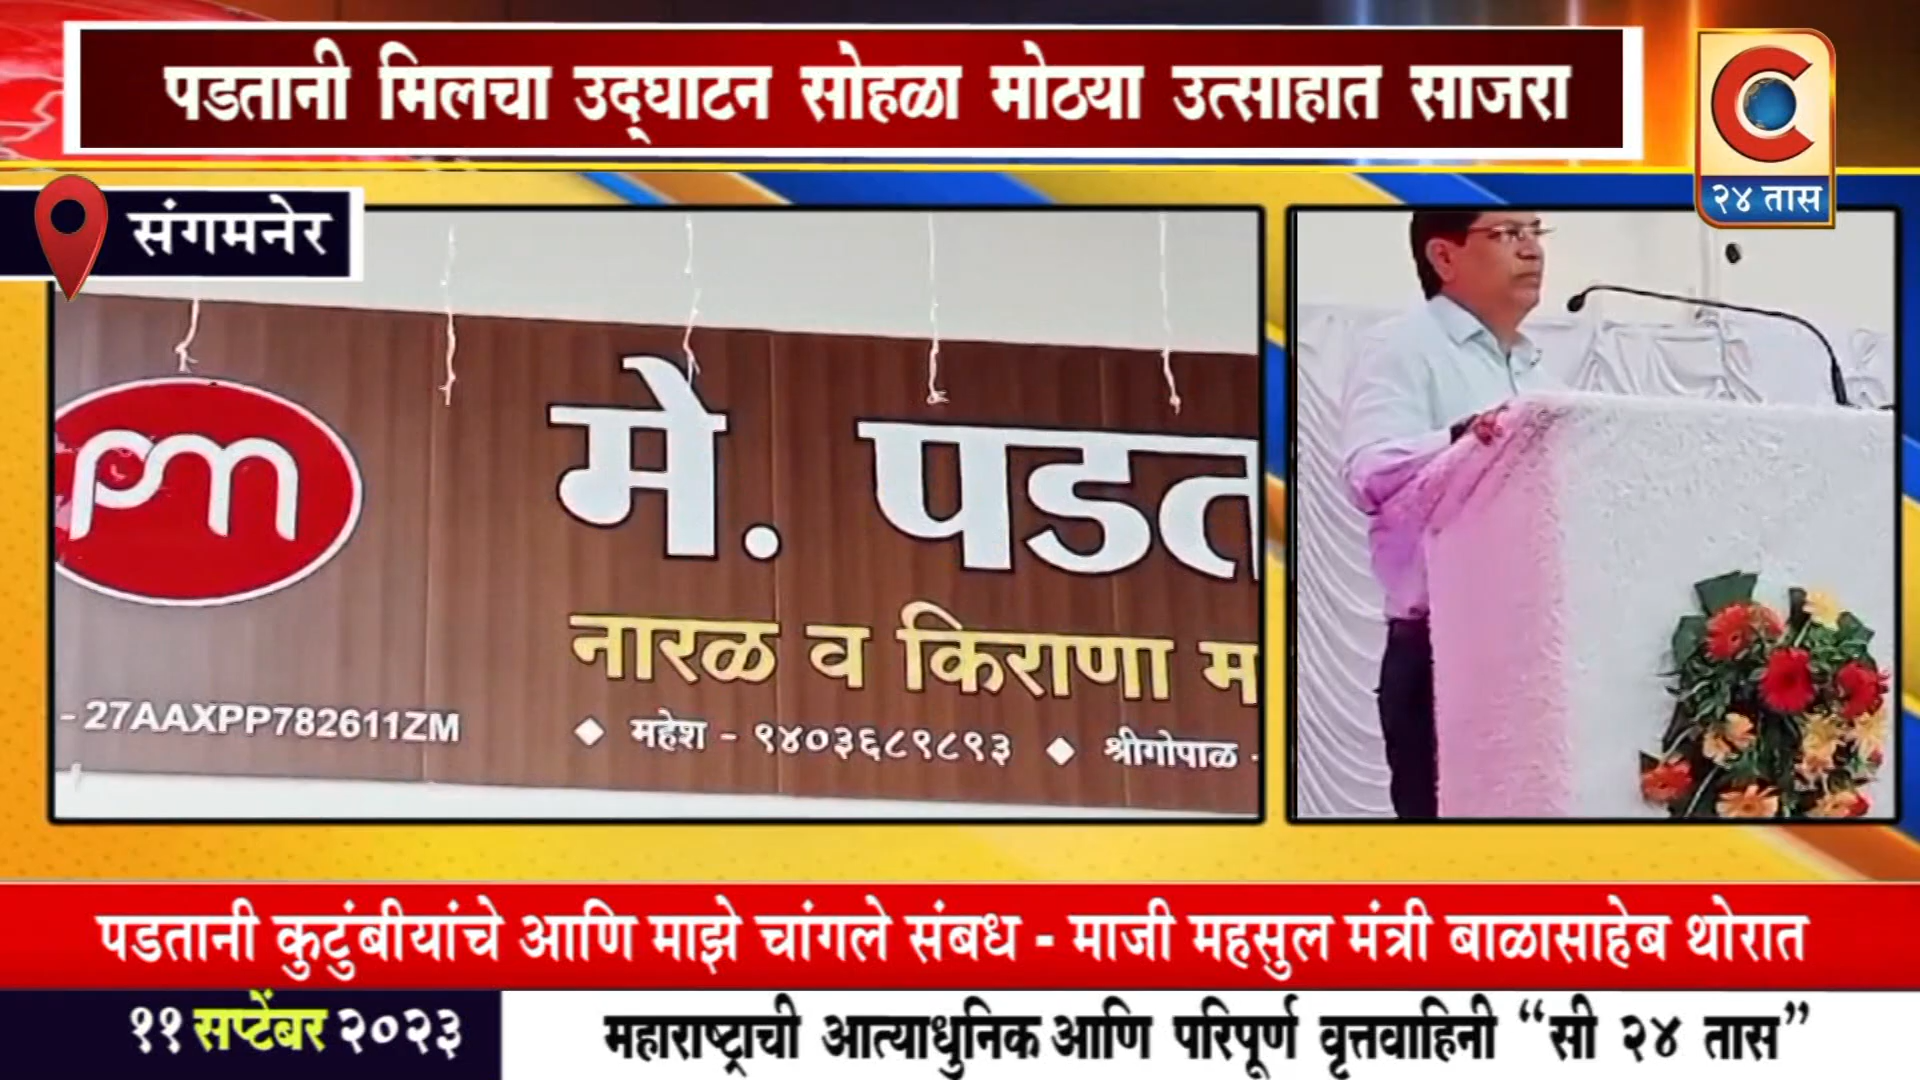 पडतानी मिलचा उद्‌घाटन सोहळा मोठया उत्साहात साजरा
C
२४ तास
संगमनेर
pm
मे. पडत
नारळ व किराणा म
- 27AAXPP782611ZM
◆ महेश - ९४०३६८९८९३ ◆ श्रीगोपाळ -
पडतानी कुटुंबीयांचे आणि माझे चांगले संबध - माजी महसुल मंत्री बाळासाहेब थोरात
११ सप्टेंबर २०२३
महाराष्ट्राची आत्याधुनिक आणि परिपूर्ण वृत्तवाहिनी “सी २४ तास”